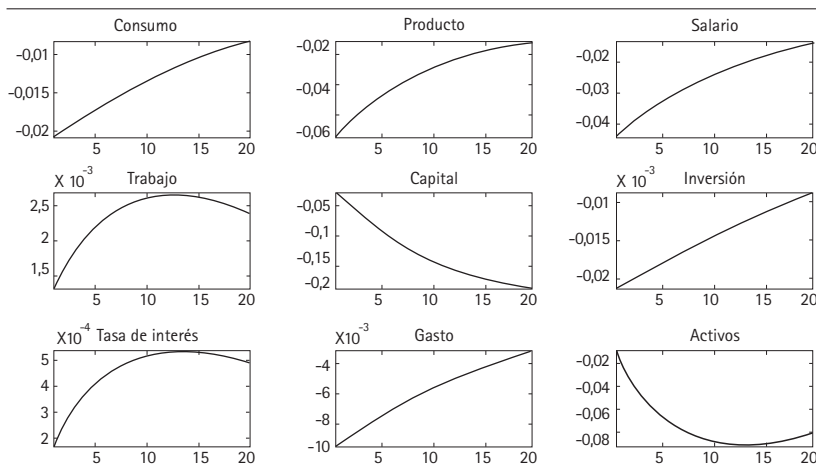 Consumo
−0,01
−0,015
−0,02
5 10 15 20
Producto
−0,02
−0,04
−0,06
5 10 15 20
Salario
−0,02
−0,03
−0,04
5 10 15 20
X 10⁻³ Trabajo
2,5
2
1,5
5 10 15 20
Capital
−0,05
−0,1
−0,15
−0,2
5 10 15 20
X 10⁻³ Inversión
−0,01
−0,015
−0,02
5 10 15 20
X10⁻⁴ Tasa de interés
5
4
3
2
5 10 15 20
X10⁻³ Gasto
−4
−6
−8
−10
5 10 15 20
Activos
−0,02
−0,04
−0,06
−0,08
5 10 15 20